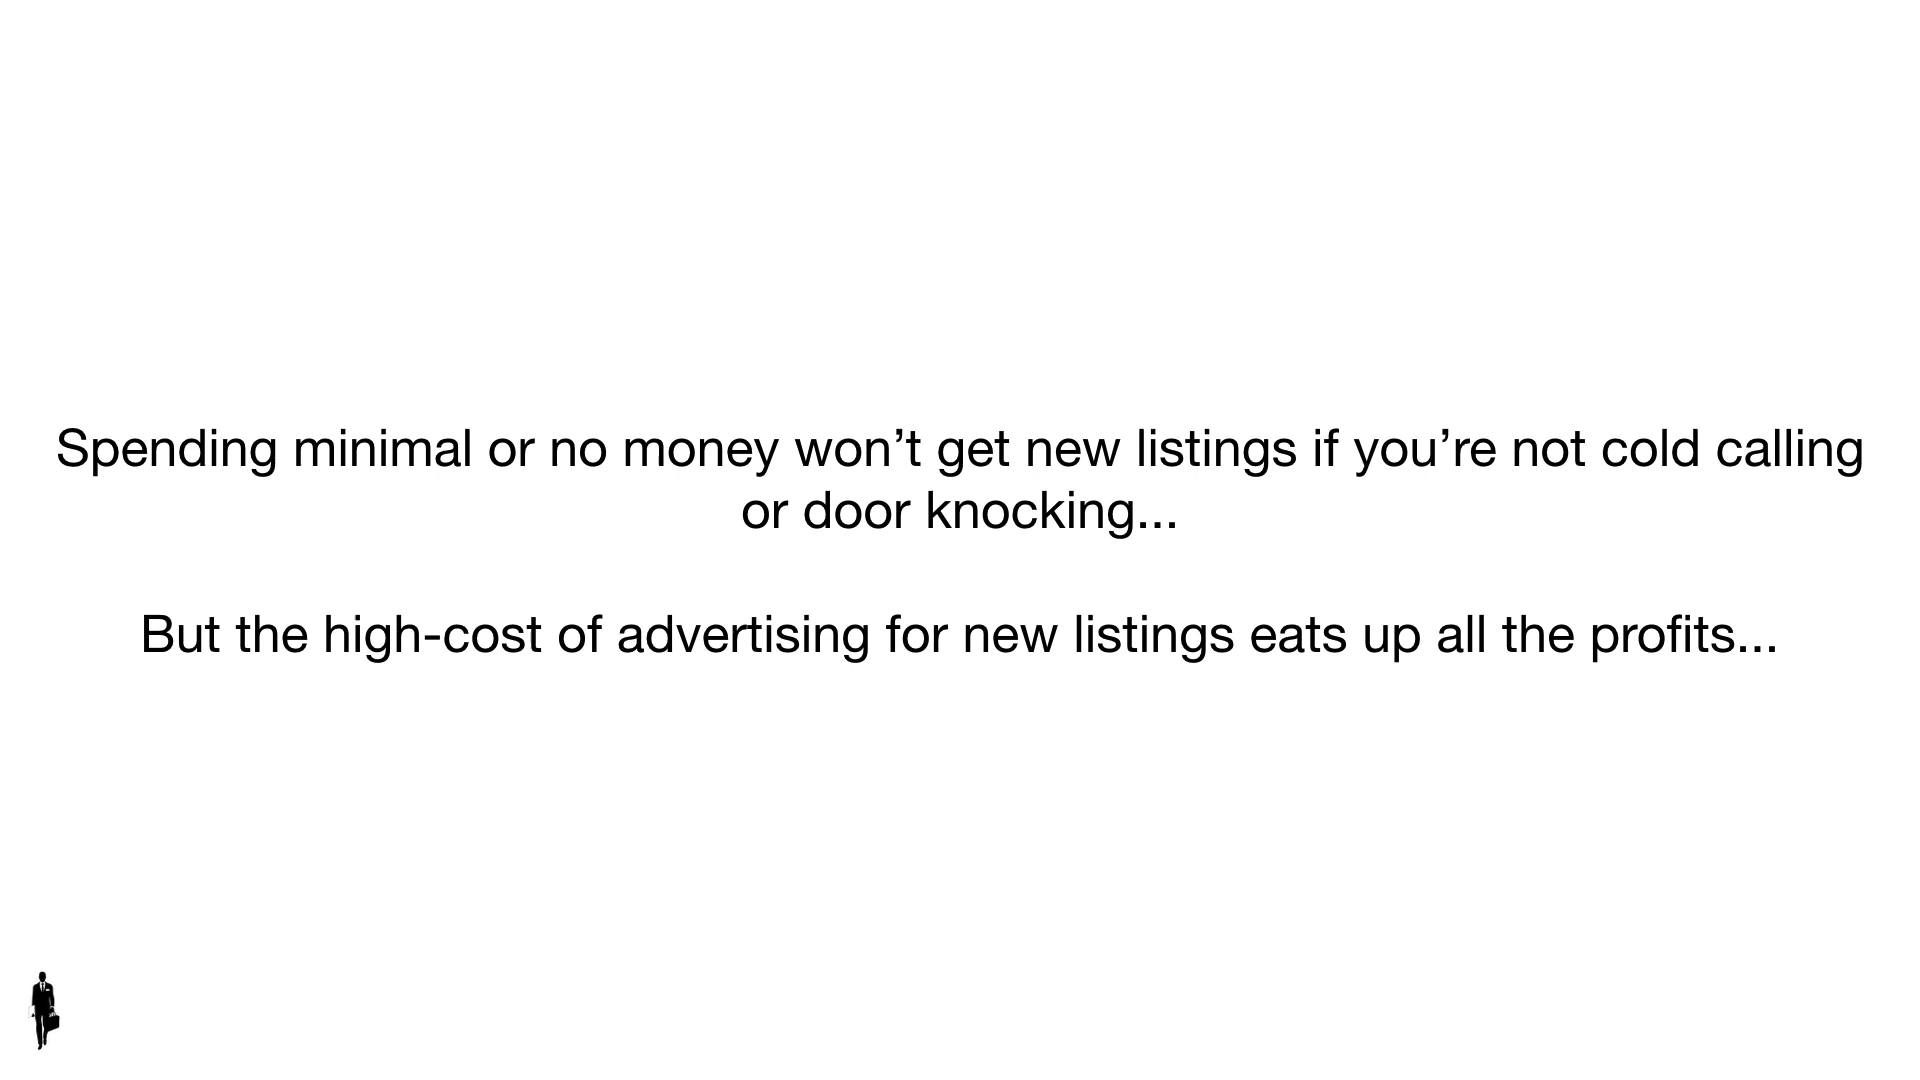 Spending minimal or no money won’t get new listings if you’re not cold calling
or door knocking...
But the high-cost of advertising for new listings eats up all the profits...